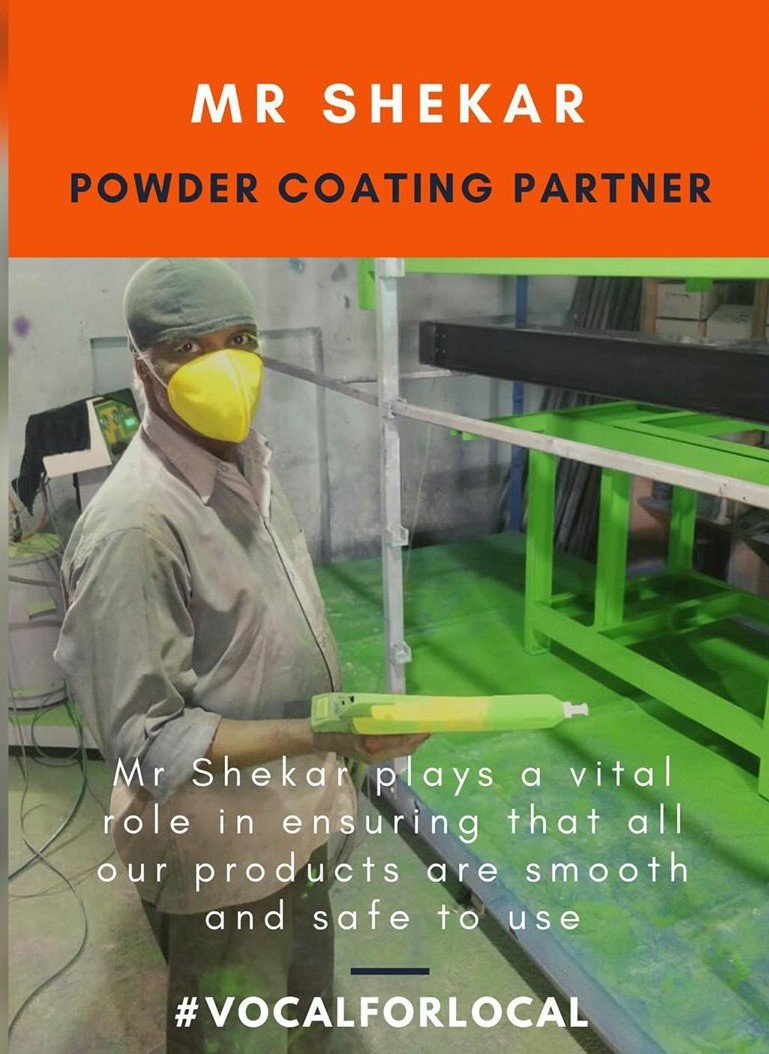 MR SHEKAR
POWDER COATING PARTNER
Mr Shekar plays a vital
role in ensuring that all
our products are smooth
and safe to use
#VOCALFORLOCAL